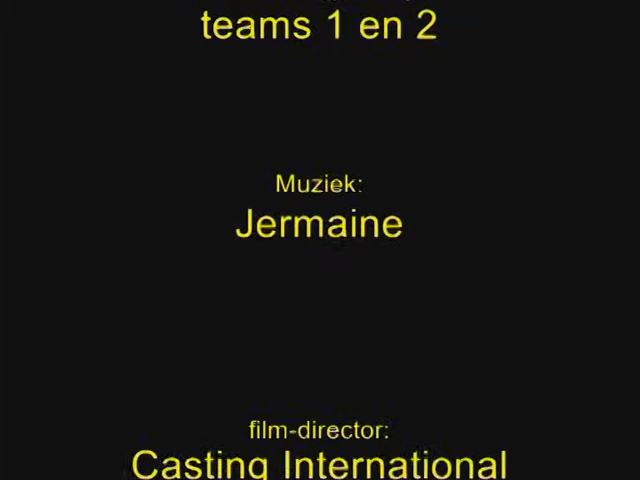 teams 1 en 2
Muziek:
Jermaine
film-director:
Casting International